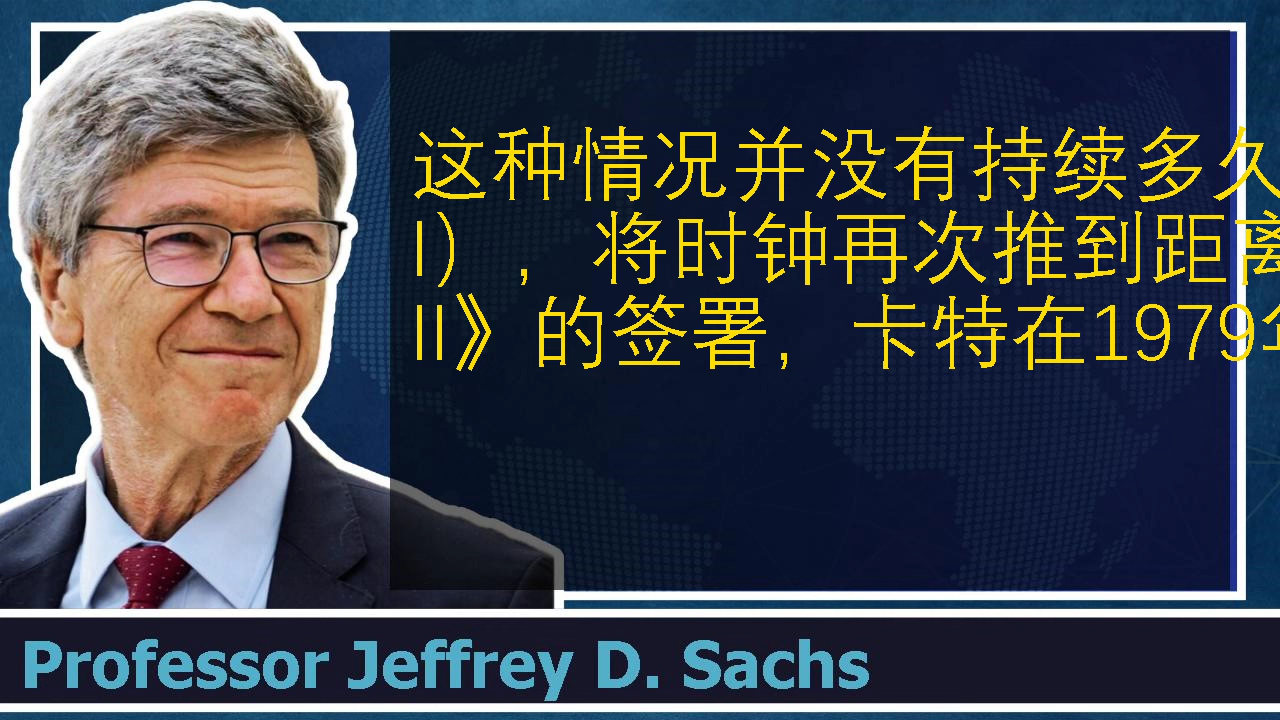 这种情况并没有持续多久
I），将时钟再次推到距离
II》的签署，卡特在1979年
Professor Jeffrey D. Sachs